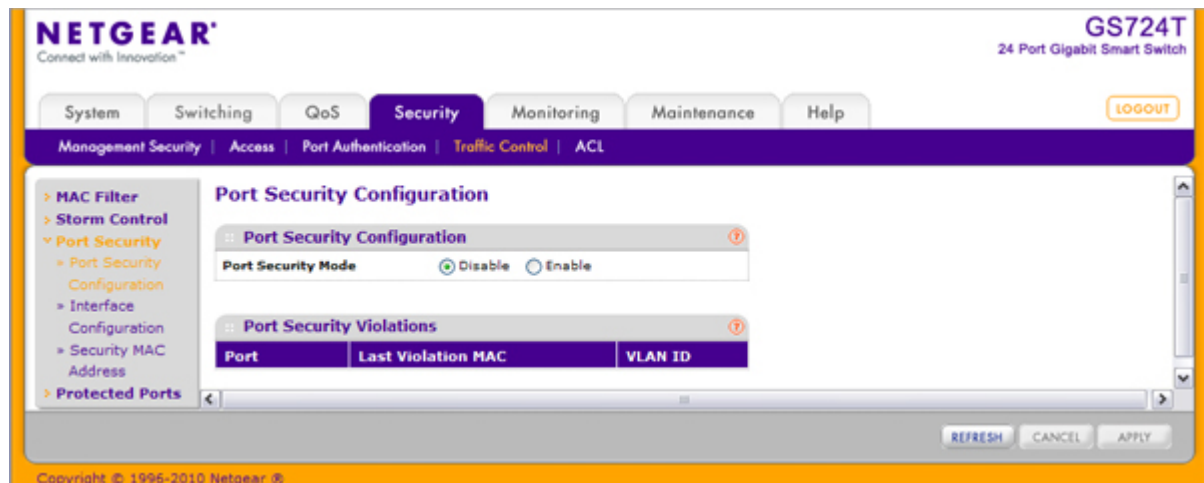 NETGEAR®
Connect with Innovation™
GS724T
24 Port Gigabit Smart Switch
System Switching QoS Security Monitoring Maintenance Help LOGOUT
Management Security | Access | Port Authentication | Traffic Control | ACL
MAC Filter
Storm Control
Port Security
» Port Security
Configuration
» Interface
Configuration
» Security MAC
Address
Protected Ports
Port Security Configuration
Port Security Configuration ?
Port Security Mode Disable Enable
Port Security Violations ?
Port Last Violation MAC VLAN ID
REFRESH CANCEL APPLY
Copyright © 1996-2010 Netgear ®